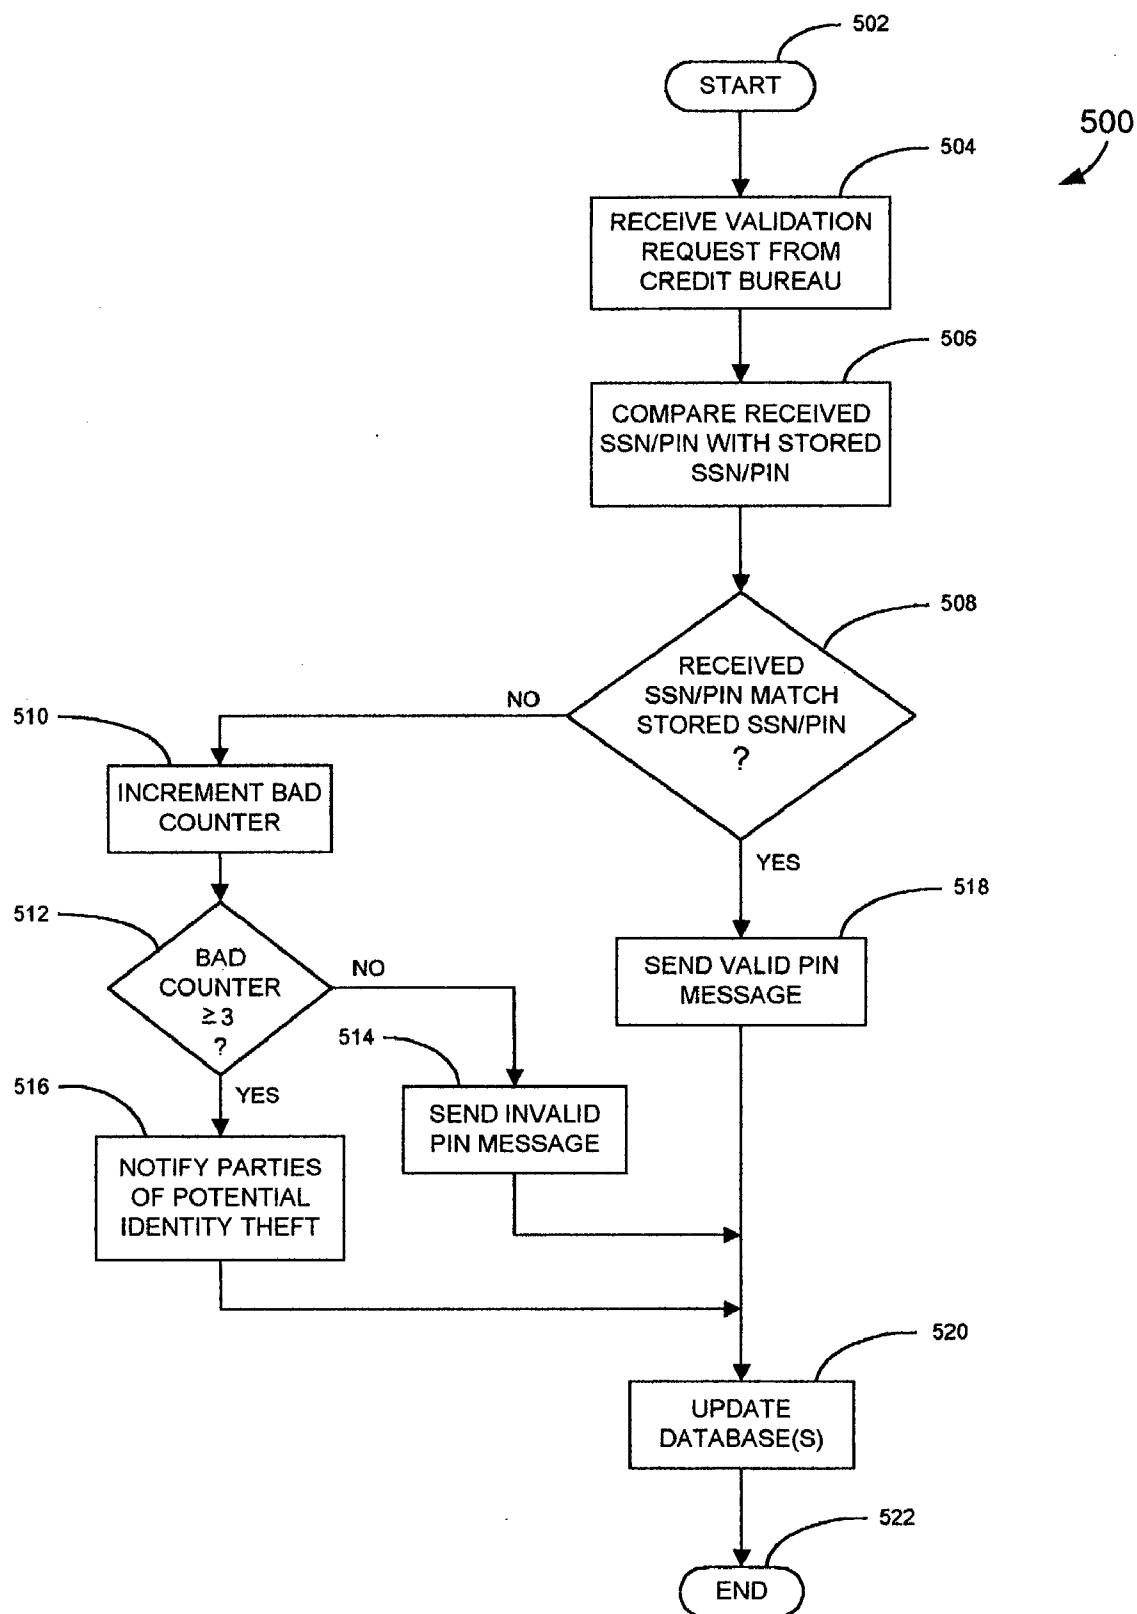 502
START
500
504
RECEIVE VALIDATION
REQUEST FROM
CREDIT BUREAU
506
COMPARE RECEIVED
SSN/PIN WITH STORED
SSN/PIN
508
RECEIVED
SSN/PIN MATCH
STORED SSN/PIN
?
NO
510
INCREMENT BAD
COUNTER
YES
518
SEND VALID PIN
MESSAGE
512
BAD
COUNTER
≧3
?
NO
514
SEND INVALID
PIN MESSAGE
YES
516
NOTIFY PARTIES
OF POTENTIAL
IDENTITY THEFT
520
UPDATE
DATABASE(S)
522
END